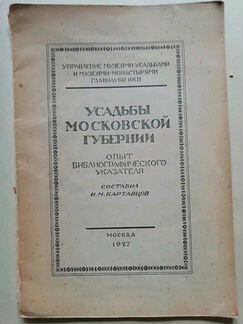 УПРАВЛЕНИЕ МУЗЕЯМИ-УСАДЬБАМИ
И МУЗЕЯМИ-МОНАСТЫРЯМИ
ГЛАВНАУКИ НКП
УСАДЬБЫ
МОСКОВСКОЙ
ГУБЕРНИИ
ОПЫТ
БИБЛИОГРАФИЧЕСКОГО
УКАЗАТЕЛЯ
СОСТАВИЛ
И. М. КАРТАВЦОВ
МОСКВА
1927